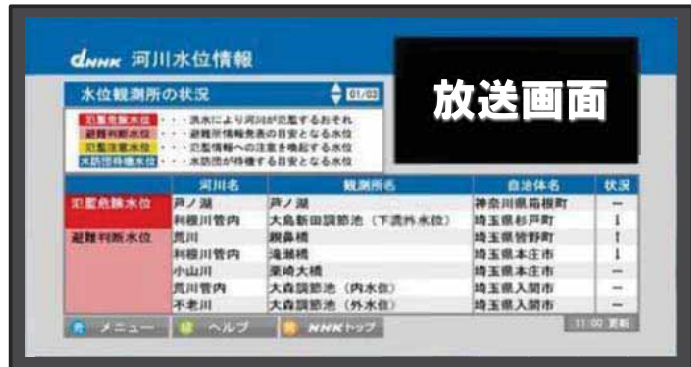 dNHK 河川水位情報
放送画面
水位観測所の状況 01/03
氾濫危険水位 ・・・洪水により河川が氾濫するおそれ
避難判断水位 ・・・避難所情報発表の目安となる水位
氾濫注意水位 ・・・氾濫情報への注意を喚起する水位
水防団待機水位 ・・・水防団が待機する目安となる水位
河川名 観測所名 自治体名 状況
氾濫危険水位 芦ノ湖 芦ノ湖 神奈川県箱根町 －
利根川管内 大島新田調節池（下流外水位） 埼玉県杉戸町 ↓
避難判断水位 荒川 親鼻橋 埼玉県皆野町 ↑
利根川管内 滝瀬橋 埼玉県本庄市 ↓
小山川 栗崎大橋 埼玉県本庄市 －
荒川管内 大森調節池（内水位） 埼玉県入間市 －
不老川 大森調節池（外水位） 埼玉県入間市 －
青 メニュー 緑 ヘルプ 黄 NHKトップ 11:00 更新